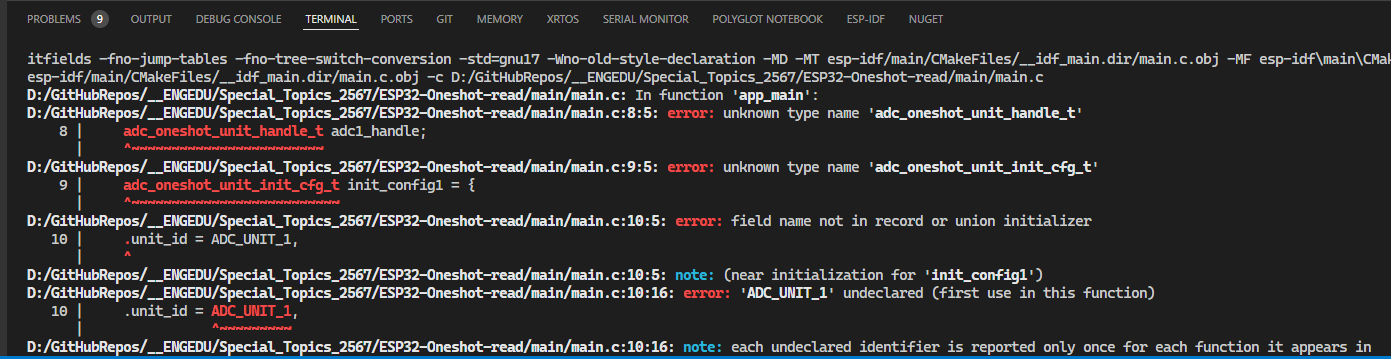 PROBLEMS 9 OUTPUT DEBUG CONSOLE TERMINAL PORTS GIT MEMORY XRTOS SERIAL MONITOR POLYGLOT NOTEBOOK ESP-IDF NUGET
itfields -fno-jump-tables -fno-tree-switch-conversion -std=gnu17 -Wno-old-style-declaration -MD -MT esp-idf/main/CMakeFiles/__idf_main.dir/main.c.obj -MF esp-idf\main\CMa
esp-idf/main/CMakeFiles/__idf_main.dir/main.c.obj -c D:/GitHubRepos/__ENGEDU/Special_Topics_2567/ESP32-Oneshot-read/main/main.c
D:/GitHubRepos/__ENGEDU/Special_Topics_2567/ESP32-Oneshot-read/main/main.c: In function 'app_main':
D:/GitHubRepos/__ENGEDU/Special_Topics_2567/ESP32-Oneshot-read/main/main.c:8:5: error: unknown type name 'adc_oneshot_unit_handle_t'
8 | adc_oneshot_unit_handle_t adc1_handle;
| ^~~~~~~~~~~~~~~~~~~~~~~~~
D:/GitHubRepos/__ENGEDU/Special_Topics_2567/ESP32-Oneshot-read/main/main.c:9:5: error: unknown type name 'adc_oneshot_unit_init_cfg_t'
9 | adc_oneshot_unit_init_cfg_t init_config1 = {
| ^~~~~~~~~~~~~~~~~~~~~~~~~~~
D:/GitHubRepos/__ENGEDU/Special_Topics_2567/ESP32-Oneshot-read/main/main.c:10:5: error: field name not in record or union initializer
10 | .unit_id = ADC_UNIT_1,
| ^
D:/GitHubRepos/__ENGEDU/Special_Topics_2567/ESP32-Oneshot-read/main/main.c:10:5: note: (near initialization for 'init_config1')
D:/GitHubRepos/__ENGEDU/Special_Topics_2567/ESP32-Oneshot-read/main/main.c:10:16: error: 'ADC_UNIT_1' undeclared (first use in this function)
10 | .unit_id = ADC_UNIT_1,
| ^~~~~~~~~~
D:/GitHubRepos/__ENGEDU/Special_Topics_2567/ESP32-Oneshot-read/main/main.c:10:16: note: each undeclared identifier is reported only once for each function it appears in